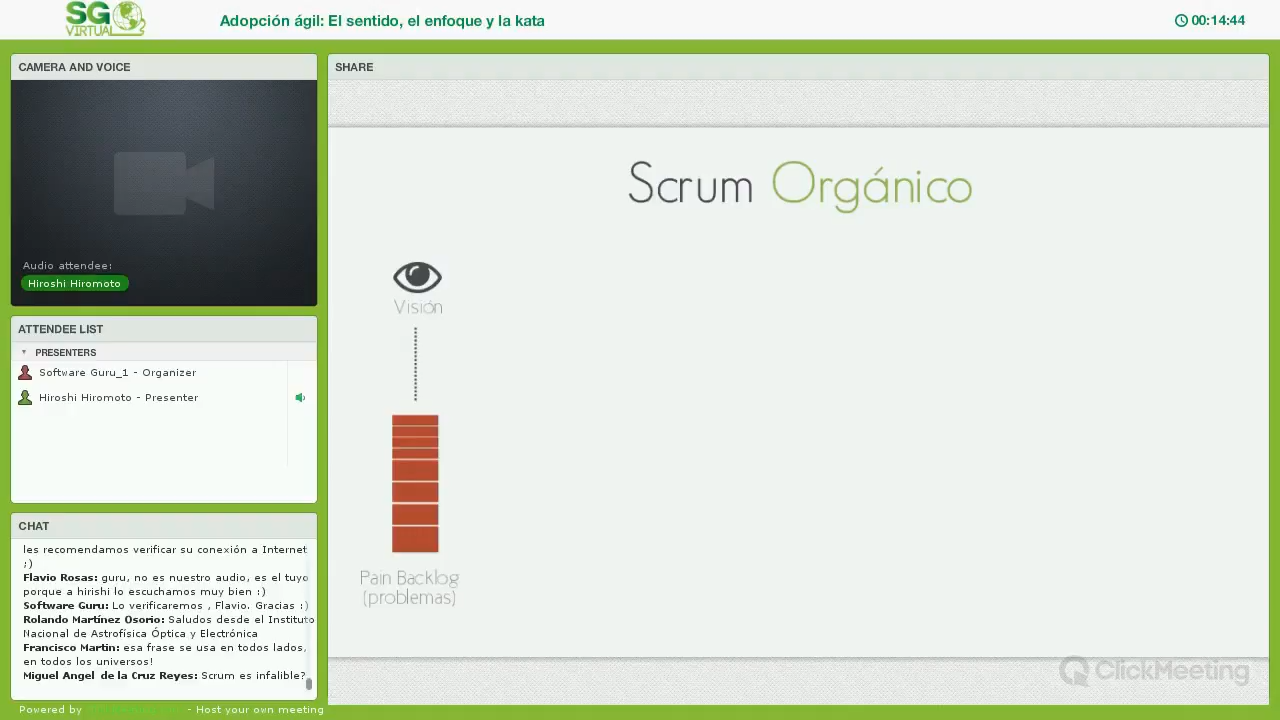 SG
VIRTUAL
Adopción ágil: El sentido, el enfoque y la kata
00:14:44
CAMERA AND VOICE
Audio attendee:
Hiroshi Hiromoto
ATTENDEE LIST
PRESENTERS
Software Guru_1 - Organizer
Hiroshi Hiromoto - Presenter
CHAT
les recomendamos verificar su conexión a Internet
;)
Flavio Rosas: guru, no es nuestro audio, es el tuyo
porque a hirishi lo escuchamos muy bien :)
Software Guru: Lo verificaremos , Flavio. Gracias :)
Rolando Martínez Osorio: Saludos desde el Instituto
Nacional de Astrofísica Óptica y Electrónica
Francisco Martin: esa frase se usa en todos lados,
en todos los universos!
Miguel Angel de la Cruz Reyes: Scrum es infalible?
Powered by - Host your own meeting
SHARE
Scrum Orgánico
Visión
Pain Backlog
(problemas)
ClickMeeting